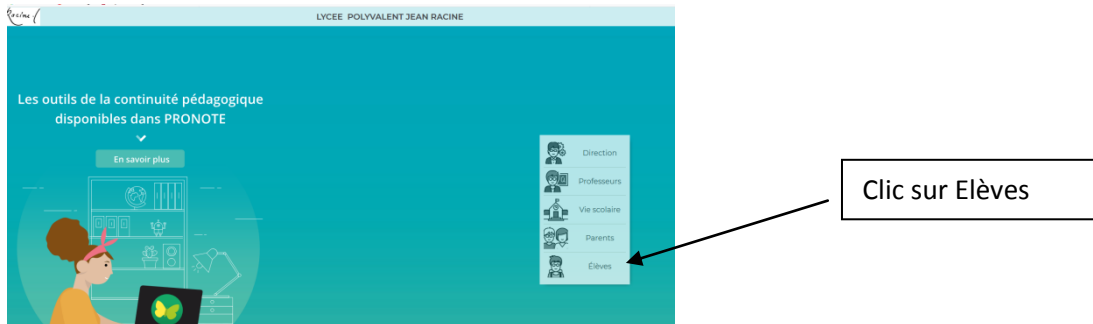 Racine
LYCEE POLYVALENT JEAN RACINE
Les outils de la continuité pédagogique
disponibles dans PRONOTE
En savoir plus
Direction
Professeurs
Vie scolaire
Parents
Élèves
Clic sur Elèves